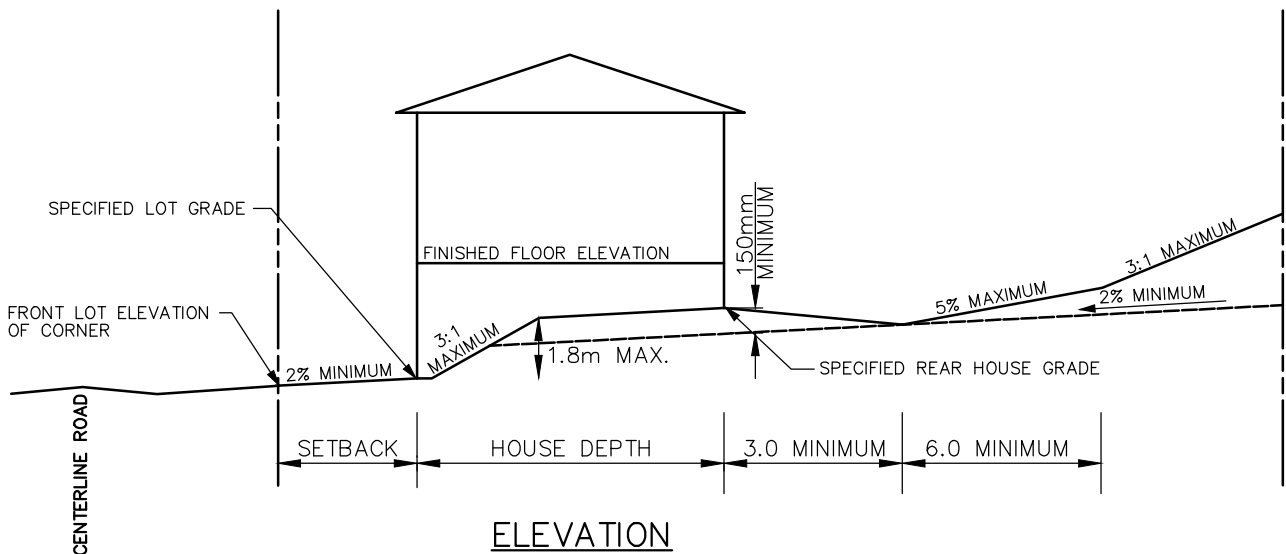 SPECIFIED LOT GRADE
FINISHED FLOOR ELEVATION
150mm
MINIMUM
3:1 MAXIMUM
5% MAXIMUM
2% MINIMUM
FRONT LOT ELEVATION
OF CORNER
3:1
MAXIMUM
1.8m MAX.
2% MINIMUM
SPECIFIED REAR HOUSE GRADE
CENTERLINE ROAD
SETBACK
HOUSE DEPTH
3.0 MINIMUM
6.0 MINIMUM
ELEVATION